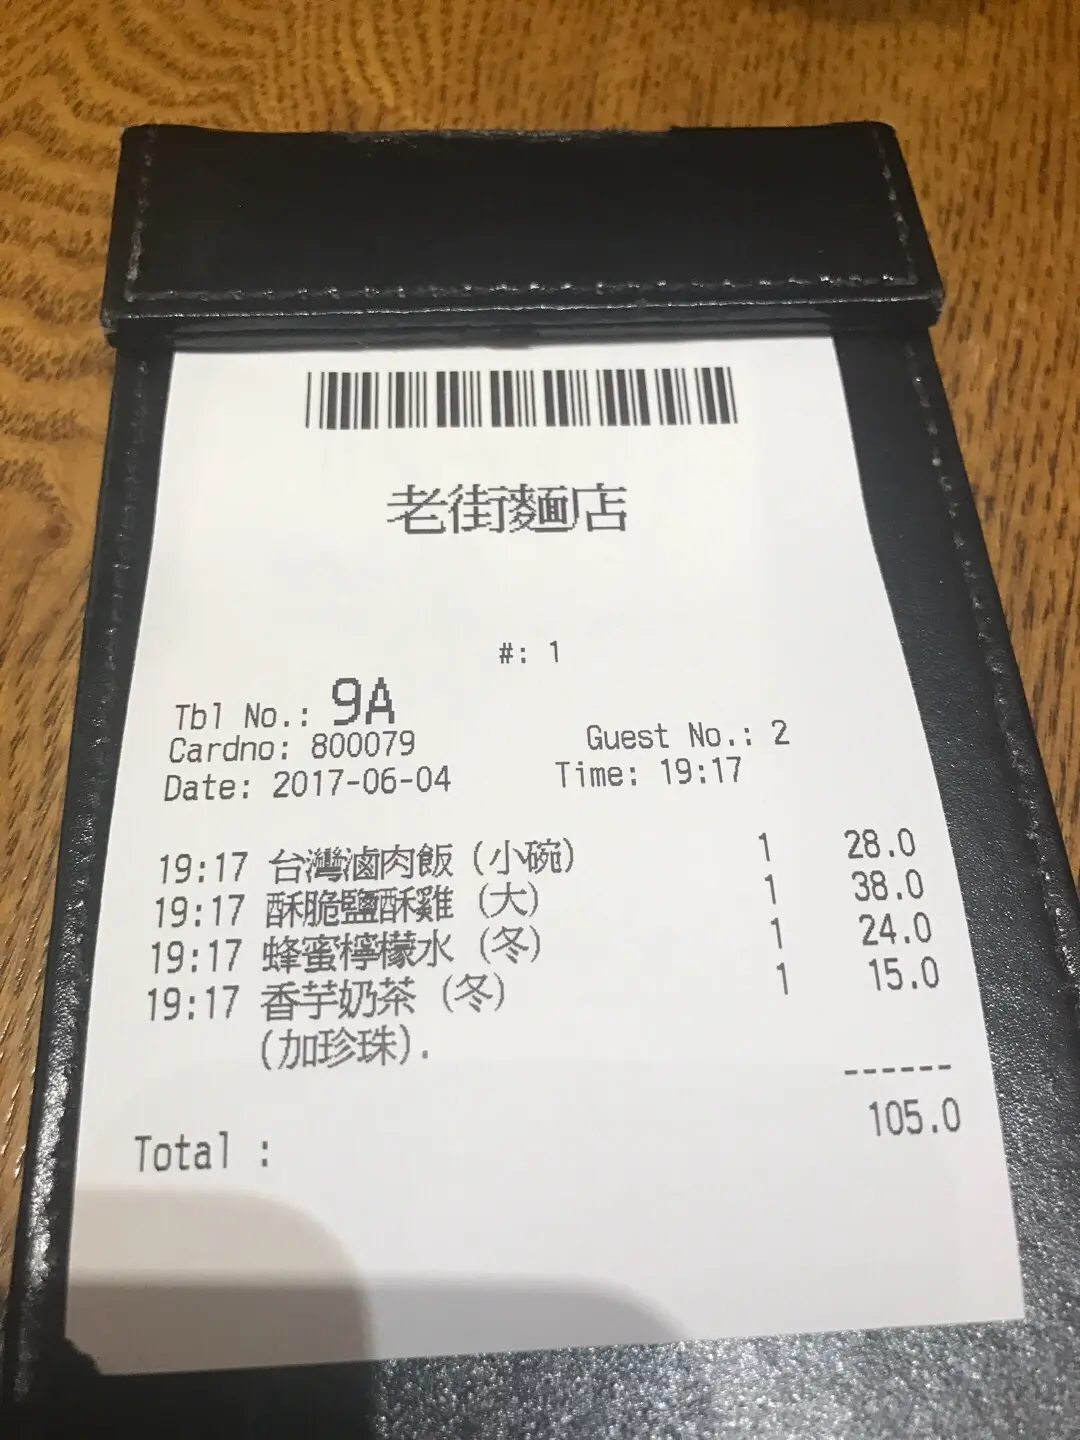 老街麵店
#: 1
Tbl No.: 9A
Cardno: 800079 Guest No.: 2
Date: 2017-06-04 Time: 19:17
19:17 台灣滷肉飯 (小碗) 1 28.0
19:17 酥脆鹽酥雞 (大) 1 38.0
19:17 蜂蜜檸檬水 (冬) 1 24.0
19:17 香芋奶茶 (冬) 1 15.0
(加珍珠).
------
Total : 105.0